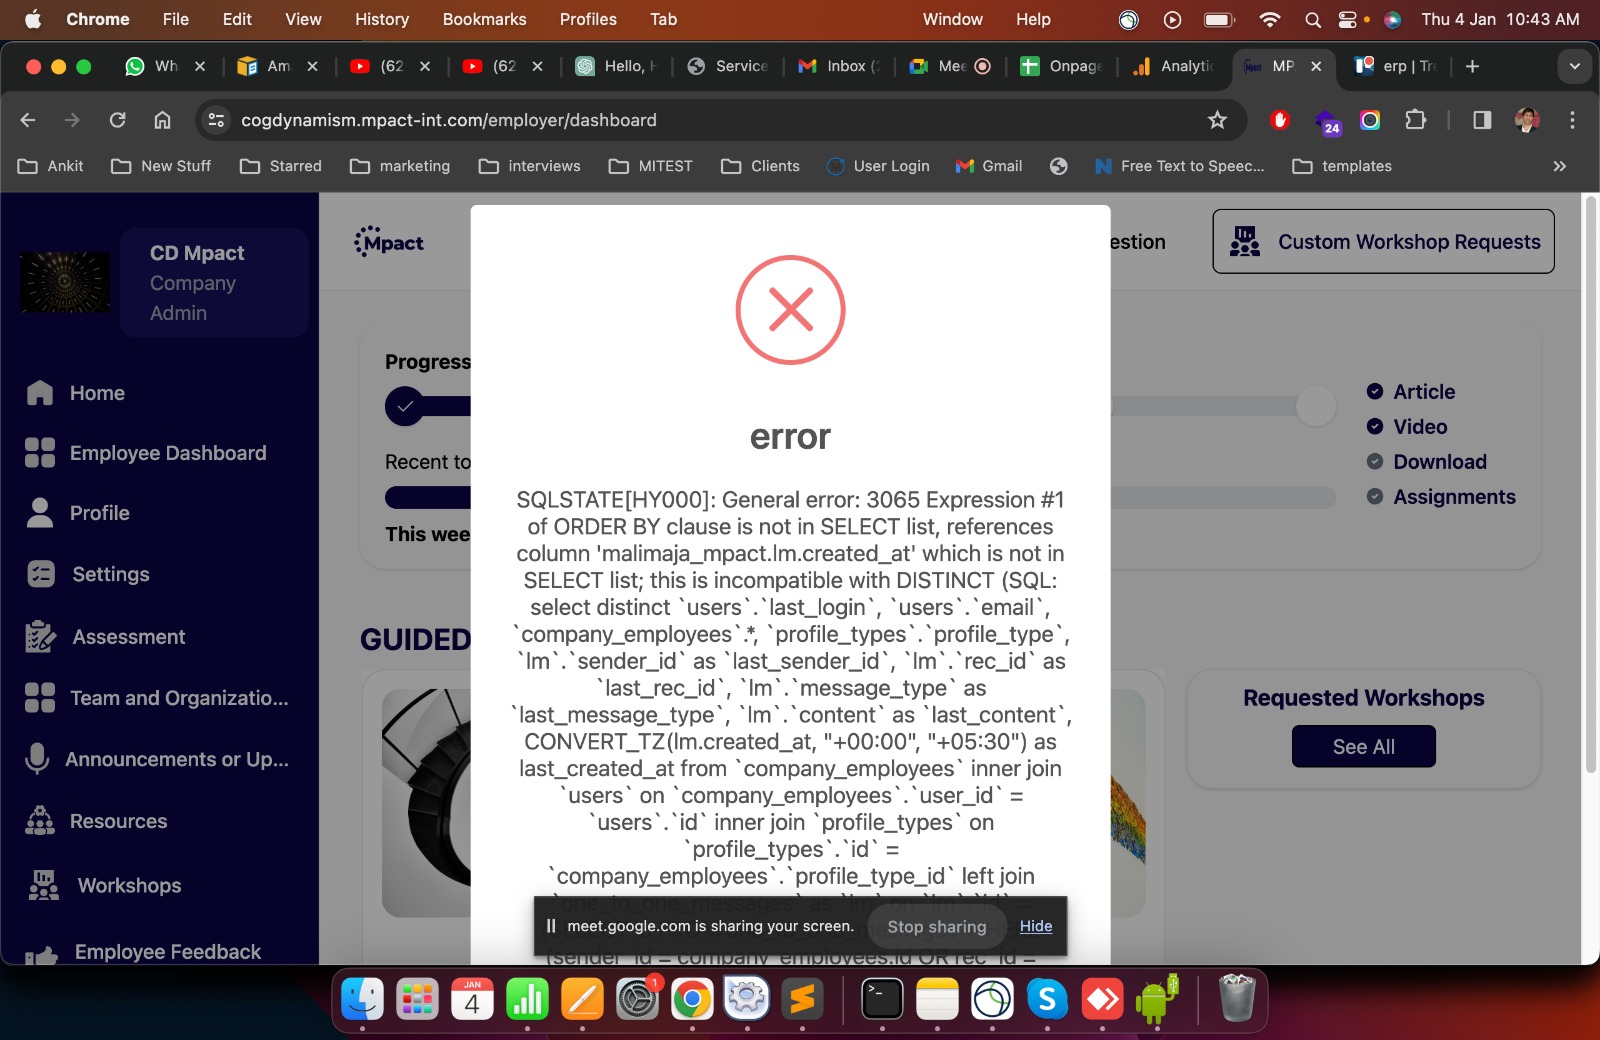 Chrome File Edit View History Bookmarks Profiles Tab Window Help Thu 4 Jan 10:43 AM
Wh Am (62 (62 Hello, H Service Inbox (2 Mee Onpage Analytic MP erp | Tre
cogdynamism.mpact-int.com/employer/dashboard 24
Ankit New Stuff Starred marketing interviews MITEST Clients User Login Gmail Free Text to Speec... templates »
CD Mpact
Company
Admin
Home
Employee Dashboard
Profile
Settings
Assessment
Team and Organizatio...
Announcements or Up...
Resources
Workshops
Employee Feedback
Mpact
estion
Custom Workshop Requests
Progress
Recent to
This wee
Article
Video
Download
Assignments
GUIDED
Requested Workshops
See All
error
SQLSTATE[HY000]: General error: 3065 Expression #1
of ORDER BY clause is not in SELECT list, references
column 'malimaja_mpact.lm.created_at' which is not in
SELECT list; this is incompatible with DISTINCT (SQL:
select distinct `users`.`last_login`, `users`.`email`,
`company_employees`.*, `profile_types`.`profile_type`,
`lm`.`sender_id` as `last_sender_id`, `lm`.`rec_id` as
`last_rec_id`, `lm`.`message_type` as
`last_message_type`, `lm`.`content` as `last_content`,
CONVERT_TZ(lm.created_at, "+00:00", "+05:30") as
last_created_at from `company_employees` inner join
`users` on `company_employees`.`user_id` =
`users`.`id` inner join `profile_types` on
`profile_types`.`id` =
`company_employees`.`profile_type_id` left join
`one_to_one_messages` as `lm` on `lm`.`id` =
(sender_id = company_employees.id OR rec_id =
meet.google.com is sharing your screen. Stop sharing Hide
JAN
4
1